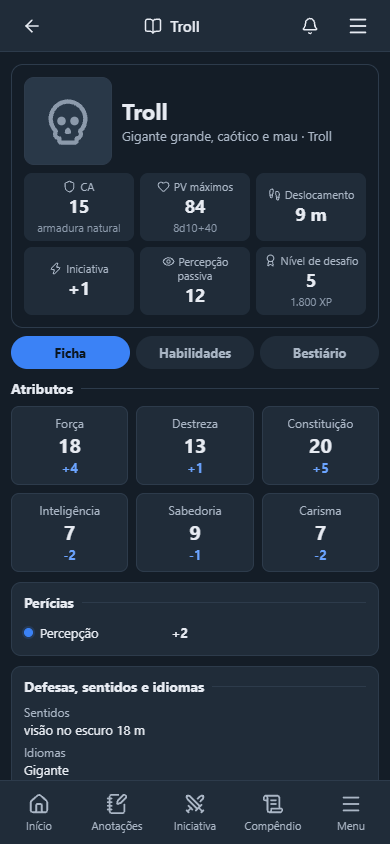 Troll
Troll
Gigante grande, caótico e mau · Troll
CA
15
armadura natural
PV máximos
84
8d10+40
Deslocamento
9 m
Iniciativa
+1
Percepção
passiva
12
Nível de desafio
5
1.800 XP
Ficha
Habilidades
Bestiário
Atributos
Força
18
+4
Destreza
13
+1
Constituição
20
+5
Inteligência
7
-2
Sabedoria
9
-1
Carisma
7
-2
Perícias
Percepção +2
Defesas, sentidos e idiomas
Sentidos
visão no escuro 18 m
Idiomas
Gigante
Início
Anotações
Iniciativa
Compêndio
Menu